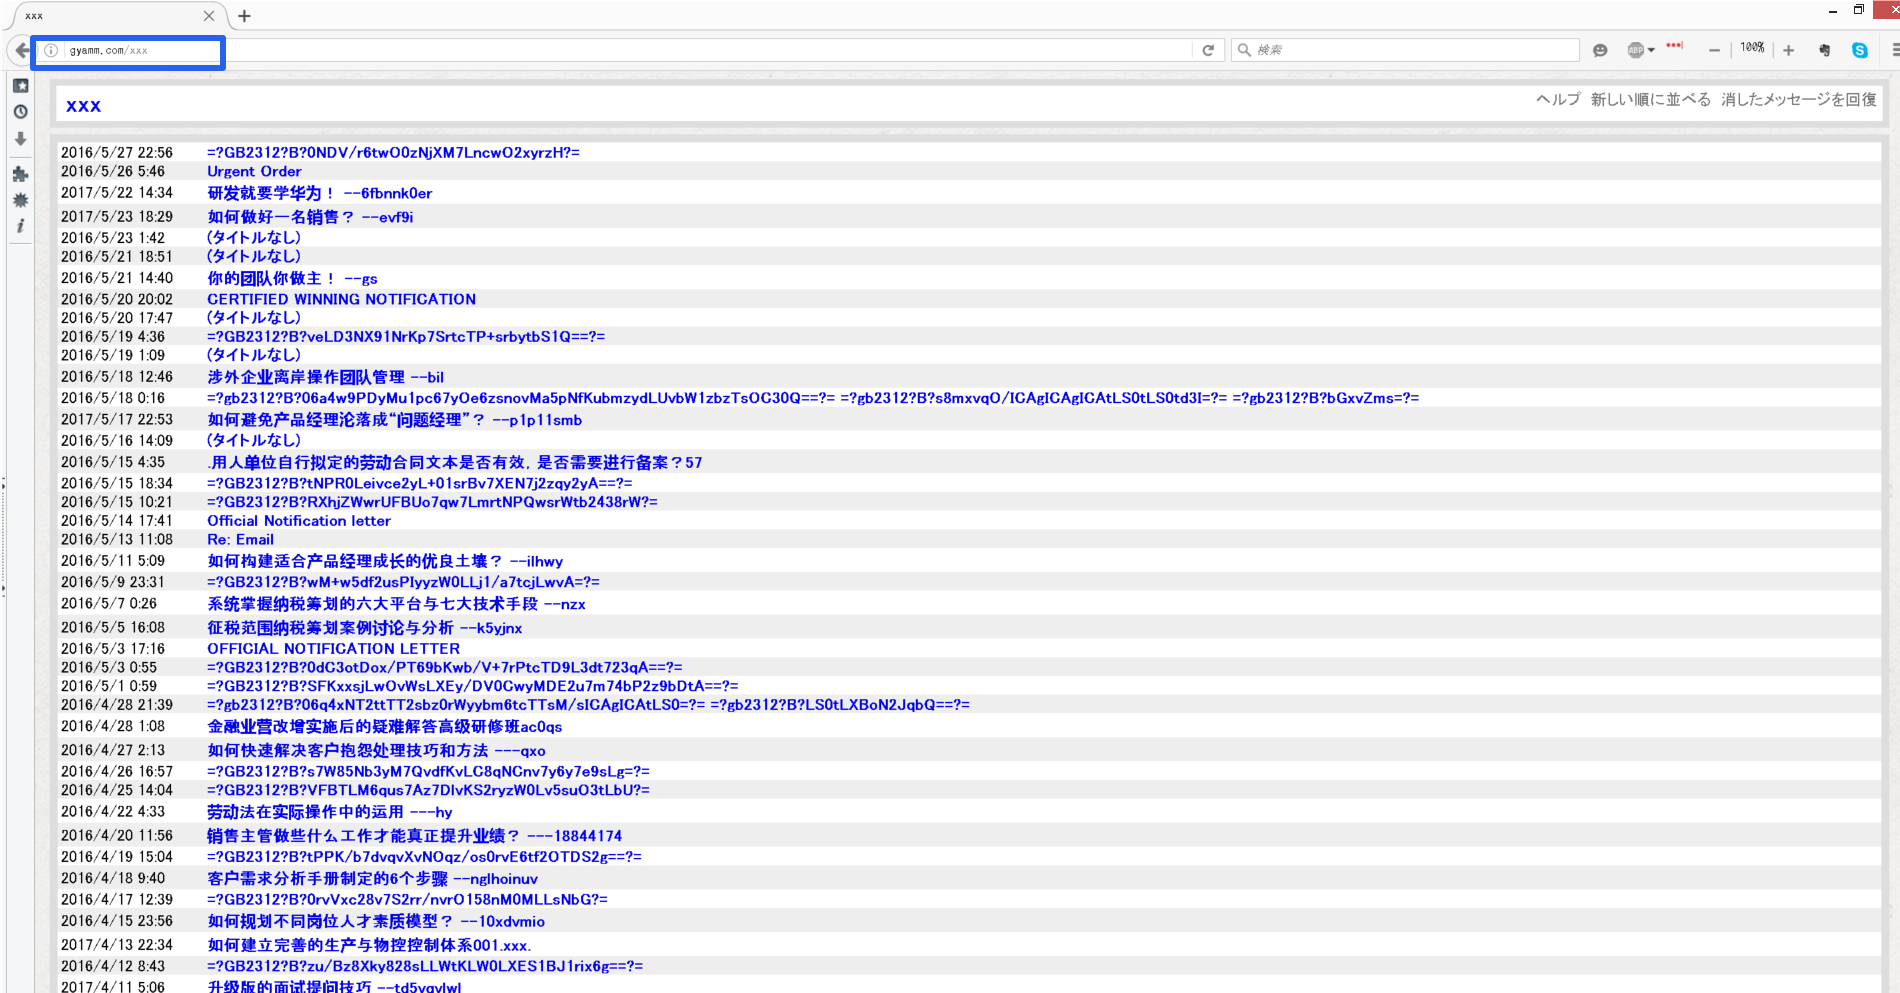 xxx
gyamm.com/xxx
検索
ABP
100%
xxx
ヘルプ 新しい順に並べる 消したメッセージを回復
2016/5/27 22:56 =?GB2312?B?0NDV/r6twO0zNjXM7LncwO2xyrzH?=
2016/5/26 5:46 Urgent Order
2017/5/22 14:34 研发就要学华为！ --6fbnnk0er
2017/5/23 18:29 如何做好一名销售？ --evf9i
2016/5/23 1:42 (タイトルなし)
2016/5/21 18:51 (タイトルなし)
2016/5/21 14:40 你的团队你做主！ --gs
2016/5/20 20:02 CERTIFIED WINNING NOTIFICATION
2016/5/20 17:47 (タイトルなし)
2016/5/19 4:36 =?GB2312?B?veLD3NX91NrKp7SrtcTP+srbytbS1Q==?=
2016/5/19 1:09 (タイトルなし)
2016/5/18 12:46 涉外企业离岸操作团队管理 --bil
2016/5/18 0:16 =?gb2312?B?06a4w9PDyMu1pc67yOe6zsnovMa5pNfKubmzydLUvbW1zbzTsOC30Q==?= =?gb2312?B?s8mxvqO/ICAgICAgICAtLS0tLS0td3I=?= =?gb2312?B?bGxvZms=?=
2017/5/17 22:53 如何避免产品经理沦落成“问题经理”？ --p1p11smb
2016/5/16 14:09 (タイトルなし)
2016/5/15 4:35 .用人单位自行拟定的劳动合同文本是否有效, 是否需要进行备案？57
2016/5/15 18:34 =?GB2312?B?tNPR0Leivce2yL+01srBv7XEN7j2zqy2yA==?=
2016/5/15 10:21 =?GB2312?B?RXhjZWwrUFBUo7qw7LmrtNPQwsrWtb2438rW?=
2016/5/14 17:41 Official Notification letter
2016/5/13 11:08 Re: Email
2016/5/11 5:09 如何构建适合产品经理成长的优良土壤？ --ilhwy
2016/5/9 23:31 =?GB2312?B?wM+w5df2usPIyyzW0LLj1/a7tcjLwvA=?=
2016/5/7 0:26 系统掌握纳税筹划的六大平台与七大技术手段 --nzx
2016/5/5 16:08 征税范围纳税筹划案例讨论与分析 --k5yjnx
2016/5/3 17:16 OFFICIAL NOTIFICATION LETTER
2016/5/3 0:55 =?GB2312?B?0dC3otDox/PT69bKwb/V+7rPtcTD9L3dt723qA==?=
2016/5/1 0:59 =?GB2312?B?SFKxxsjLwOvWsLXEy/DV0CwyMDE2u7m74bP2z9bDtA==?=
2016/4/28 21:39 =?gb2312?B?06q4xNT2ttTT2sbz0rWyybm6tcTTsM/sICAgICAtLS0=?= =?gb2312?B?LS0tLXBoN2JqbQ==?=
2016/4/28 1:08 金融业营改增实施后的疑难解答高级研修班ac0qs
2016/4/27 2:13 如何快速解决客户抱怨处理技巧和方法 ---qxo
2016/4/26 16:57 =?GB2312?B?s7W85Nb3yM7QvdfKvLC8qNCnv7y6y7e9sLg=?=
2016/4/25 14:04 =?GB2312?B?VFBTLM6qus7Az7DlvKS2ryzW0Lv5suO3tLbU?=
2016/4/22 4:33 劳动法在实际操作中的运用 ---hy
2016/4/20 11:56 销售主管做些什么工作才能真正提升业绩？ ---18844174
2016/4/19 15:04 =?GB2312?B?tPPK/b7dvqvXvNOqz/os0rvE6tf2OTDS2g==?=
2016/4/18 9:40 客户需求分析手册制定的6个步骤 --nglhoinuv
2016/4/17 12:39 =?GB2312?B?0rvVxc28v7S2rr/nvrO158nM0MLLsNbG?=
2016/4/15 23:56 如何规划不同岗位人才素质模型？ --10xdvmio
2017/4/13 22:34 如何建立完善的生产与物控控制体系001.xxx.
2016/4/12 8:43 =?GB2312?B?zu/Bz8Xky828sLLWtKLW0LXES1BJ1rix6g==?=
2017/4/11 5:06 升级版的面试提问技巧 --td5vqvlwl